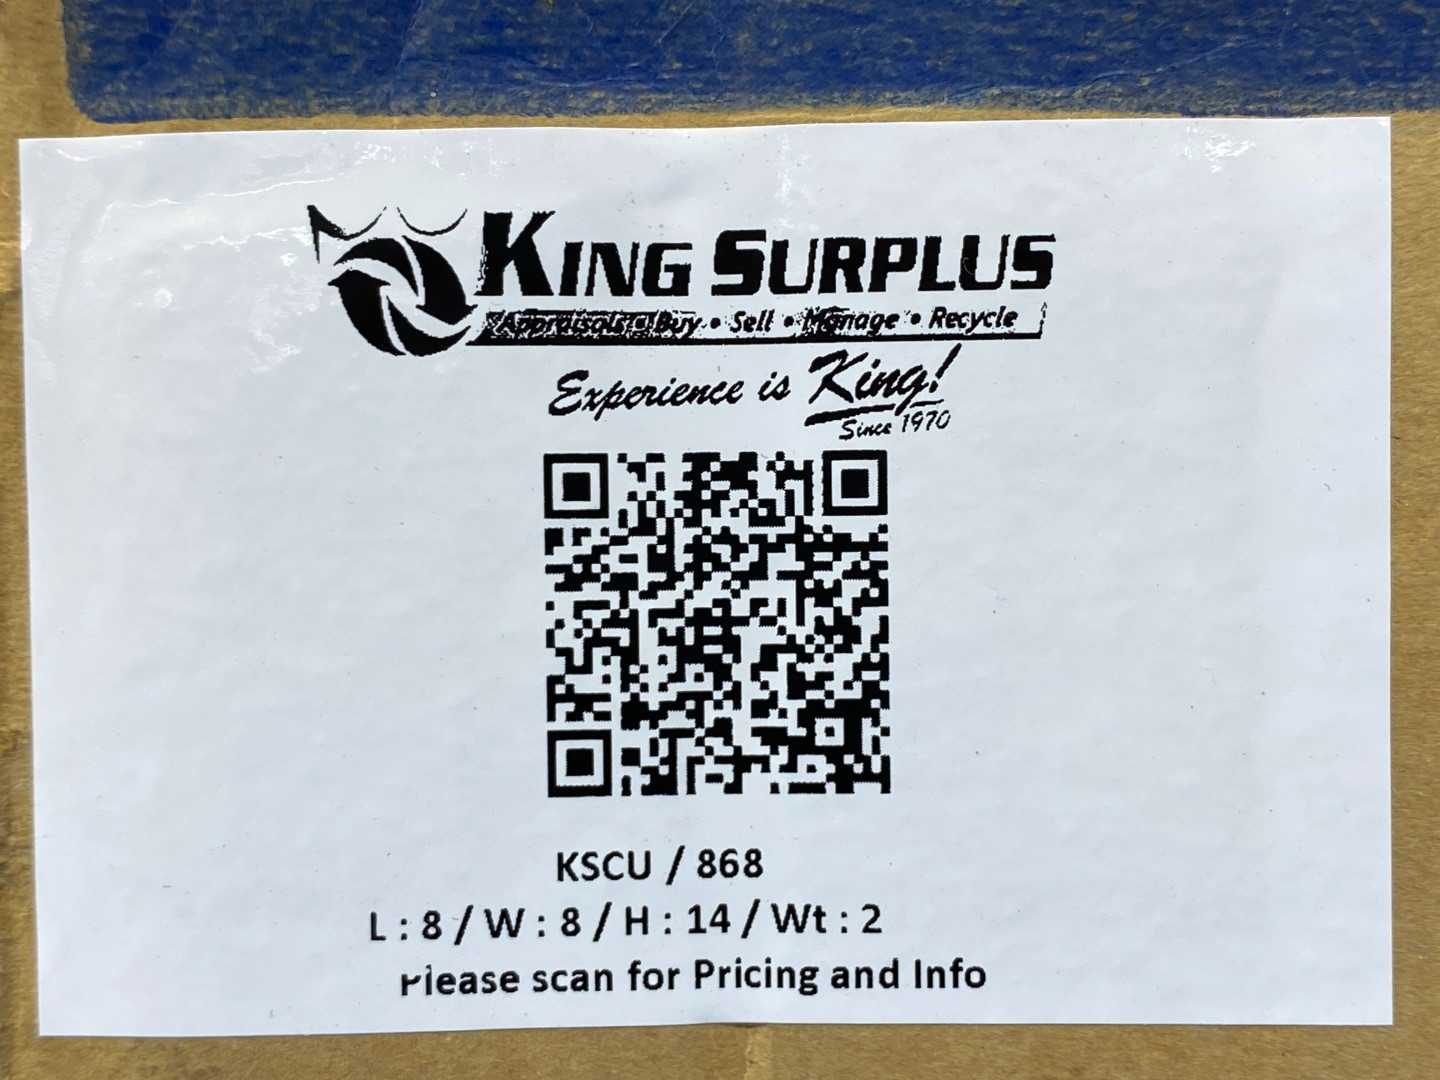 KING SURPLUS
Appraisals • Buy • Sell • Manage • Recycle
Experience is King!
Since 1970
KSCU / 868
L : 8 / W : 8 / H : 14 / Wt : 2
Please scan for Pricing and Info